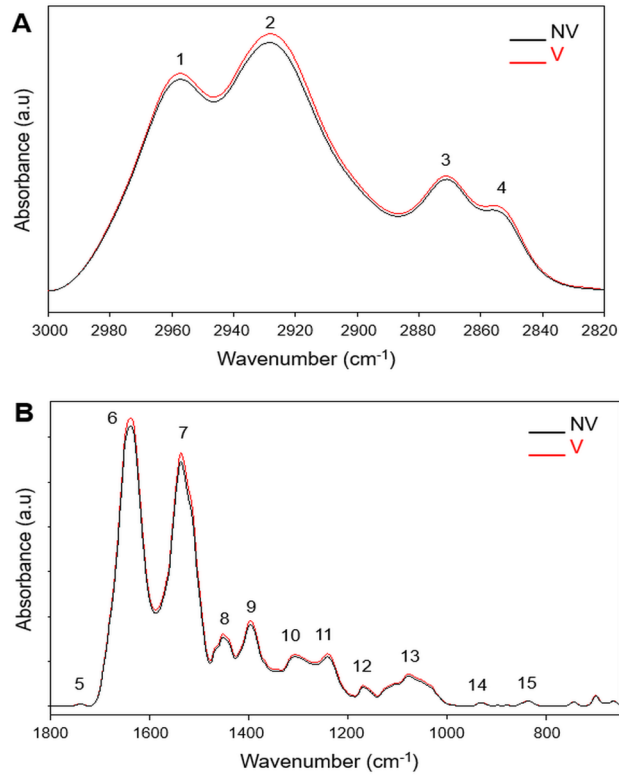 A
NV
V
1
2
3
4
Absorbance (a.u)
3000 2980 2960 2940 2920 2900 2880 2860 2840 2820
Wavenumber (cm⁻¹)
B
NV
V
6
7
8
9
10
11
12
13
14
15
5
Absorbance (a.u)
1800 1600 1400 1200 1000 800
Wavenumber (cm⁻¹)